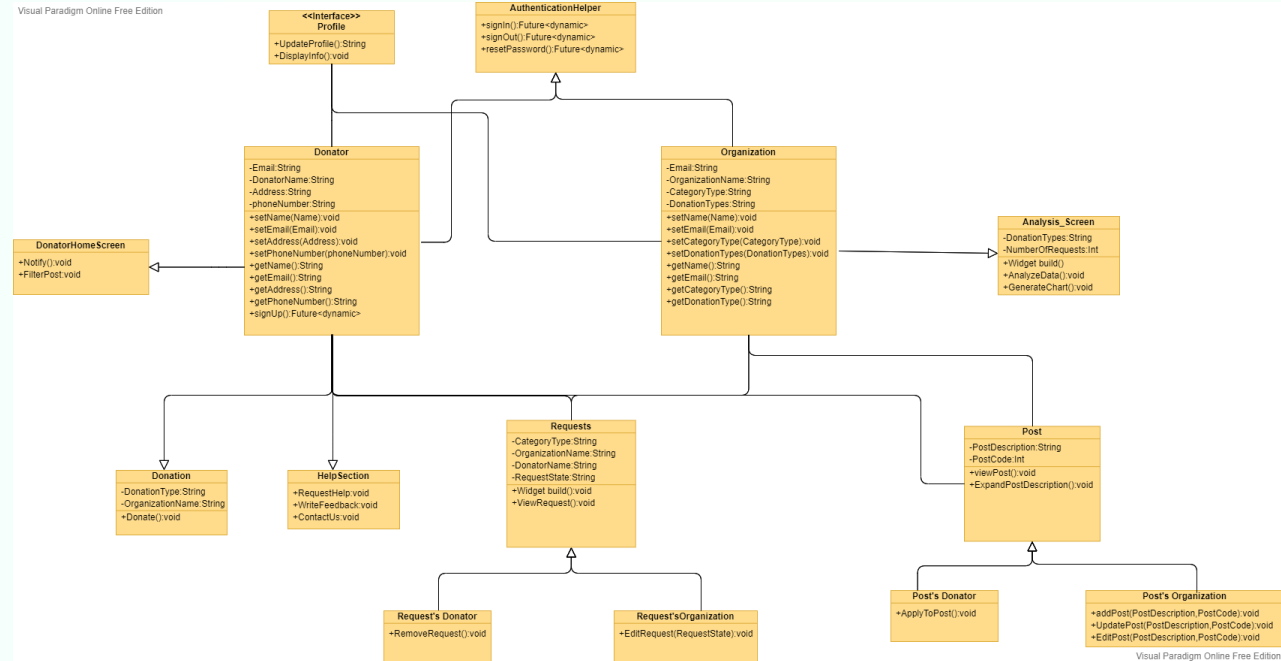 Visual Paradigm Online Free Edition
<<Interface>>
Profile
+UpdateProfile():String
+DisplayInfo():void
AuthenticationHelper
+signIn():Future<dynamic>
+signOut():Future<dynamic>
+resetPassword():Future<dynamic>
Donator
-Email:String
-DonatorName:String
-Address:String
-phoneNumber:String
+setName(Name):void
+setEmail(Email):void
+setAddress(Address):void
+setPhoneNumber(phoneNumber):void
+getName():String
+getEmail():String
+getAddress():String
+getPhoneNumber():String
+signUp():Future<dynamic>
Organization
-Email:String
-OrganizationName:String
-CategoryType:String
-DonationTypes:String
+setName(Name):void
+setEmail(Email):void
+setCategoryType(CategoryType):void
+setDonationTypes(DonationTypes):void
+getName():String
+getEmail():String
+getCategoryType():String
+getDonationType():String
DonatorHomeScreen
+Notify():void
+FilterPost:void
Analysis_Screen
-DonationTypes:String
-NumberOfRequests:Int
+Widget build()
+AnalyzeData():void
+GenerateChart():void
Donation
-DonationType:String
-OrganizationName:String
+Donate():void
HelpSection
+RequestHelp:void
+WriteFeedback:void
+ContactUs:void
Requests
-CategoryType:String
-OrganizationName:String
-DonatorName:String
-RequestState:String
+Widget build():void
+ViewRequest():void
Post
-PostDescription:String
-PostCode:Int
+viewPost():void
+ExpandPostDescription():void
Request's Donator
+RemoveRequest():void
Request'sOrganization
+EditRequest(RequestState):void
Post's Donator
+ApplyToPost():void
Post's Organization
+addPost(PostDescription,PostCode):void
+UpdatePost(PostDescription,PostCode):void
+EditPost(PostDescription,PostCode):void
Visual Paradigm Online Free Edition